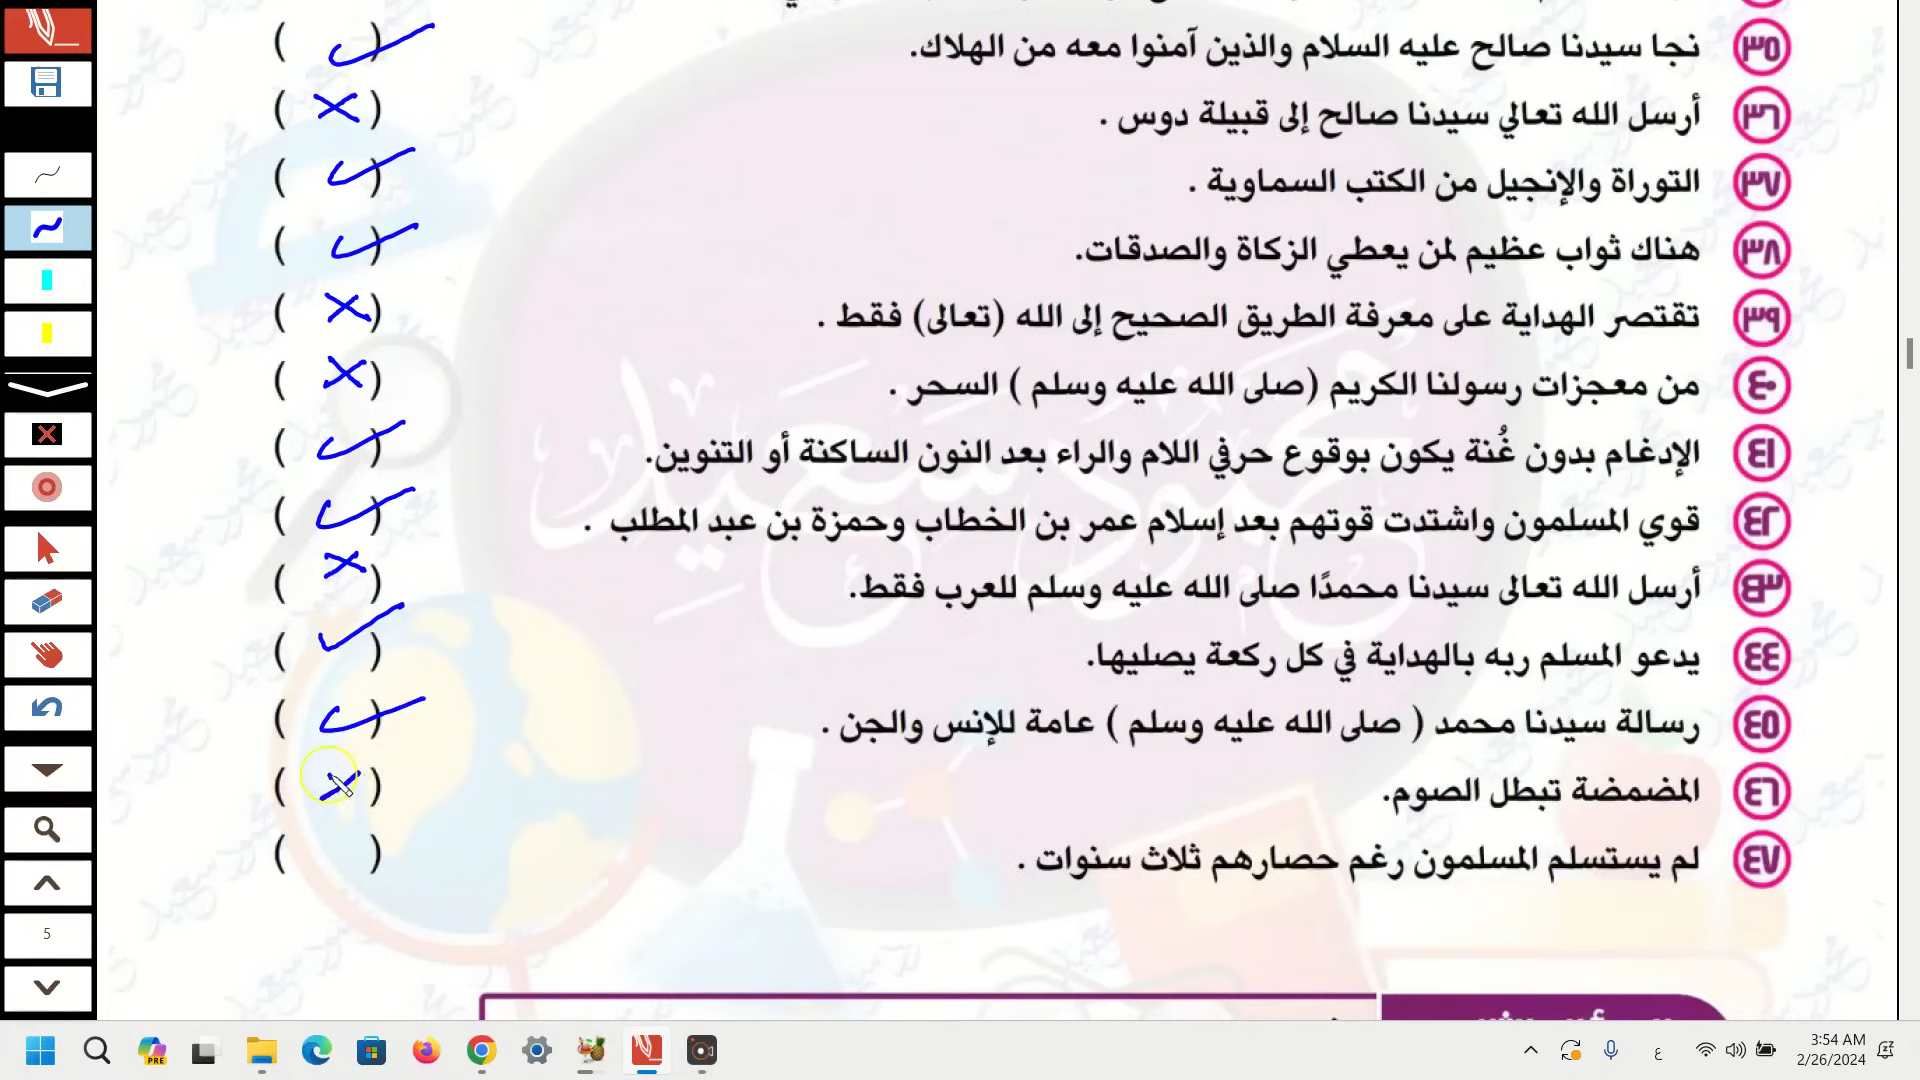 ٣٥ نجا سيدنا صالح عليه السلام والذين آمنوا معه من الهلاك. ( )
٣٦ أرسل الله تعالي سيدنا صالح إلى قبيلة دوس . ( )
٣٧ التوراة والإنجيل من الكتب السماوية . ( )
٣٨ هناك ثواب عظيم لمن يعطي الزكاة والصدقات. ( )
٣٩ تقتصر الهداية على معرفة الطريق الصحيح إلى الله (تعالى) فقط . ( )
٤٠ من معجزات رسولنا الكريم (صلى الله عليه وسلم ) السحر . ( )
٤١ الإدغام بدون غُنة يكون بوقوع حرفي اللام والراء بعد النون الساكنة أو التنوين. ( )
٤٢ قوي المسلمون واشتدت قوتهم بعد إسلام عمر بن الخطاب وحمزة بن عبد المطلب . ( )
٤٣ أرسل الله تعالى سيدنا محمدًا صلى الله عليه وسلم للعرب فقط. ( )
٤٤ يدعو المسلم ربه بالهداية في كل ركعة يصليها. ( )
٤٥ رسالة سيدنا محمد ( صلى الله عليه وسلم ) عامة للإنس والجن . ( )
٤٦ المضمضة تبطل الصوم. ( )
٤٧ لم يستسلم المسلمون رغم حصارهم ثلاث سنوات . ( )
5
PRE
ع
3:54 AM
2/26/2024